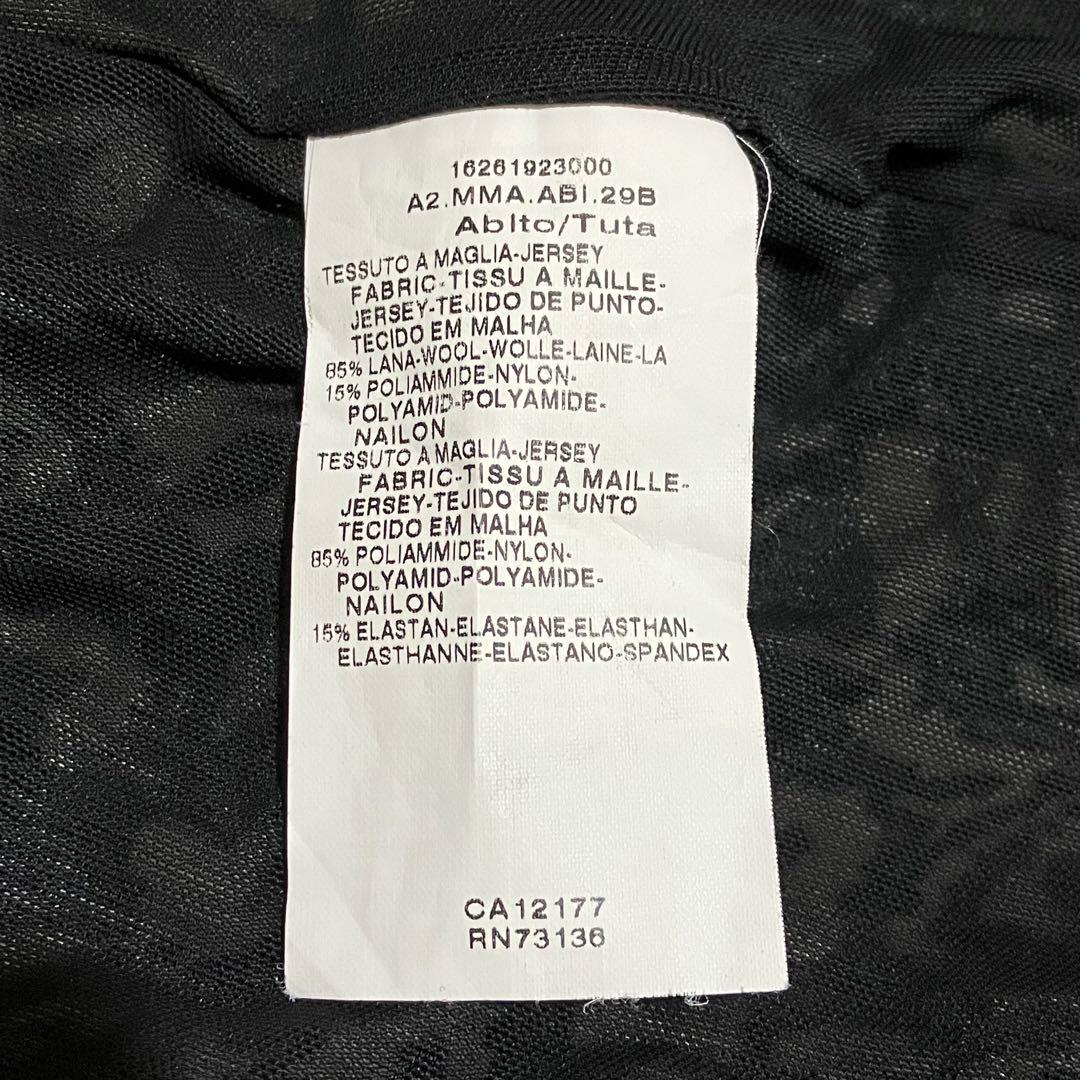 16261923000
A2.MMA.ABI.29B
Abito/Tuta
TESSUTO A MAGLIA-JERSEY
FABRIC-TISSU A MAILLE-
JERSEY-TEJIDO DE PUNTO-
TECIDO EM MALHA
85% LANA-WOOL-WOLLE-LAINE-LA
15% POLIAMMIDE-NYLON-
POLYAMID-POLYAMIDE-
NAILON
TESSUTO A MAGLIA-JERSEY
FABRIC-TISSU A MAILLE-
JERSEY-TEJIDO DE PUNTO
TECIDO EM MALHA
85% POLIAMMIDE-NYLON-
POLYAMID-POLYAMIDE-
NAILON
15% ELASTAN-ELASTANE-ELASTHAN-
ELASTHANNE-ELASTANO-SPANDEX
CA12177
RN73136